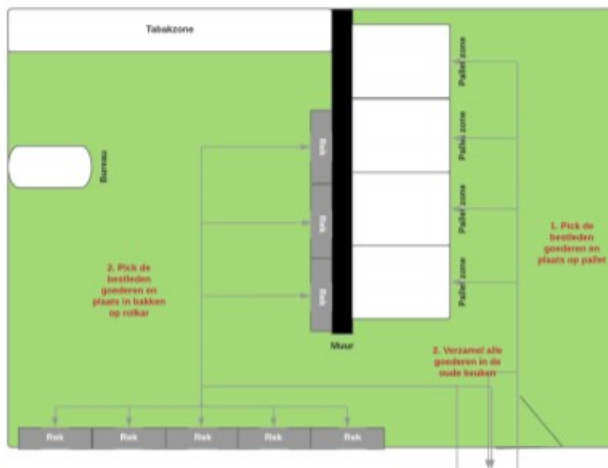 Tabakzone
Pallet zone
Pallet zone
Pallet zone
Pallet zone
Bureau
Rek
Rek
Rek
1. Pick de
bestleden
goederen en
plaats op pallet
2. Pick de
bestleden
goederen en
plaats in bakken
op rolkar
Muur
2. Verzamel alle
goederen in de
oude keuken
Rek
Rek
Rek
Rek
Rek